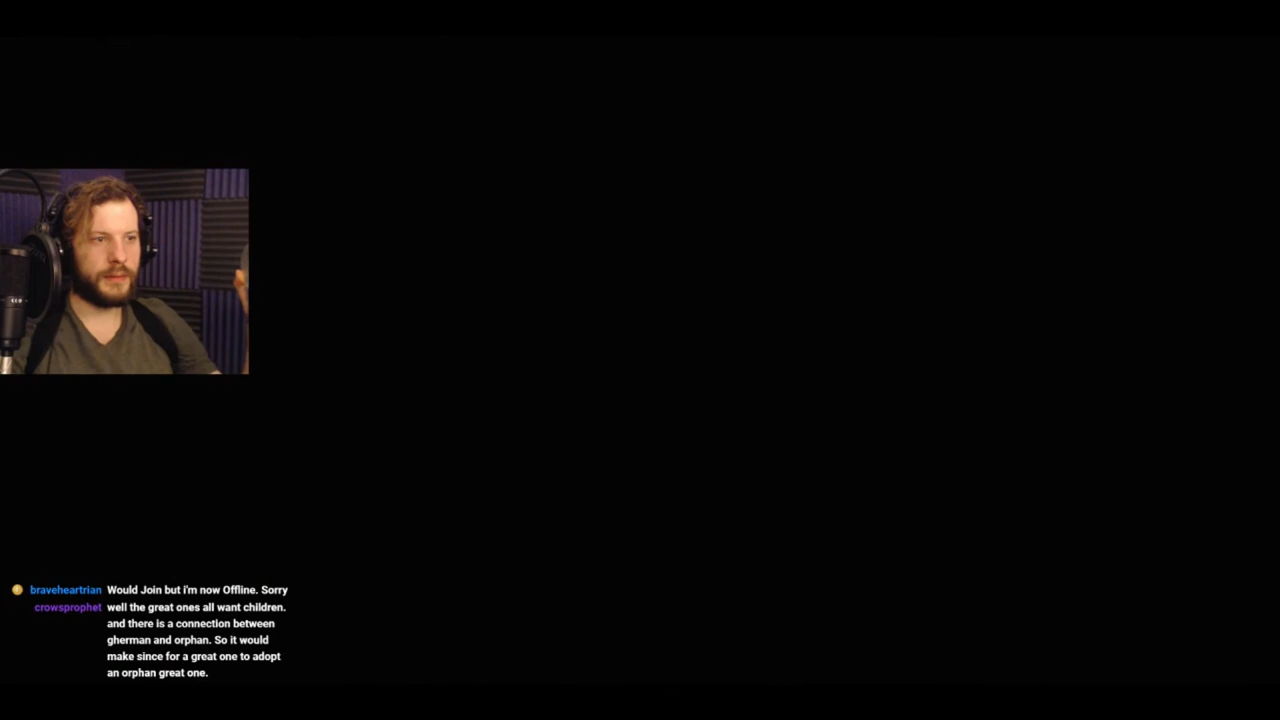 braveheartrian Would Join but i'm now Offline. Sorry
crowsprophet well the great ones all want children.
and there is a connection between
gherman and orphan. So it would
make since for a great one to adopt
an orphan great one.